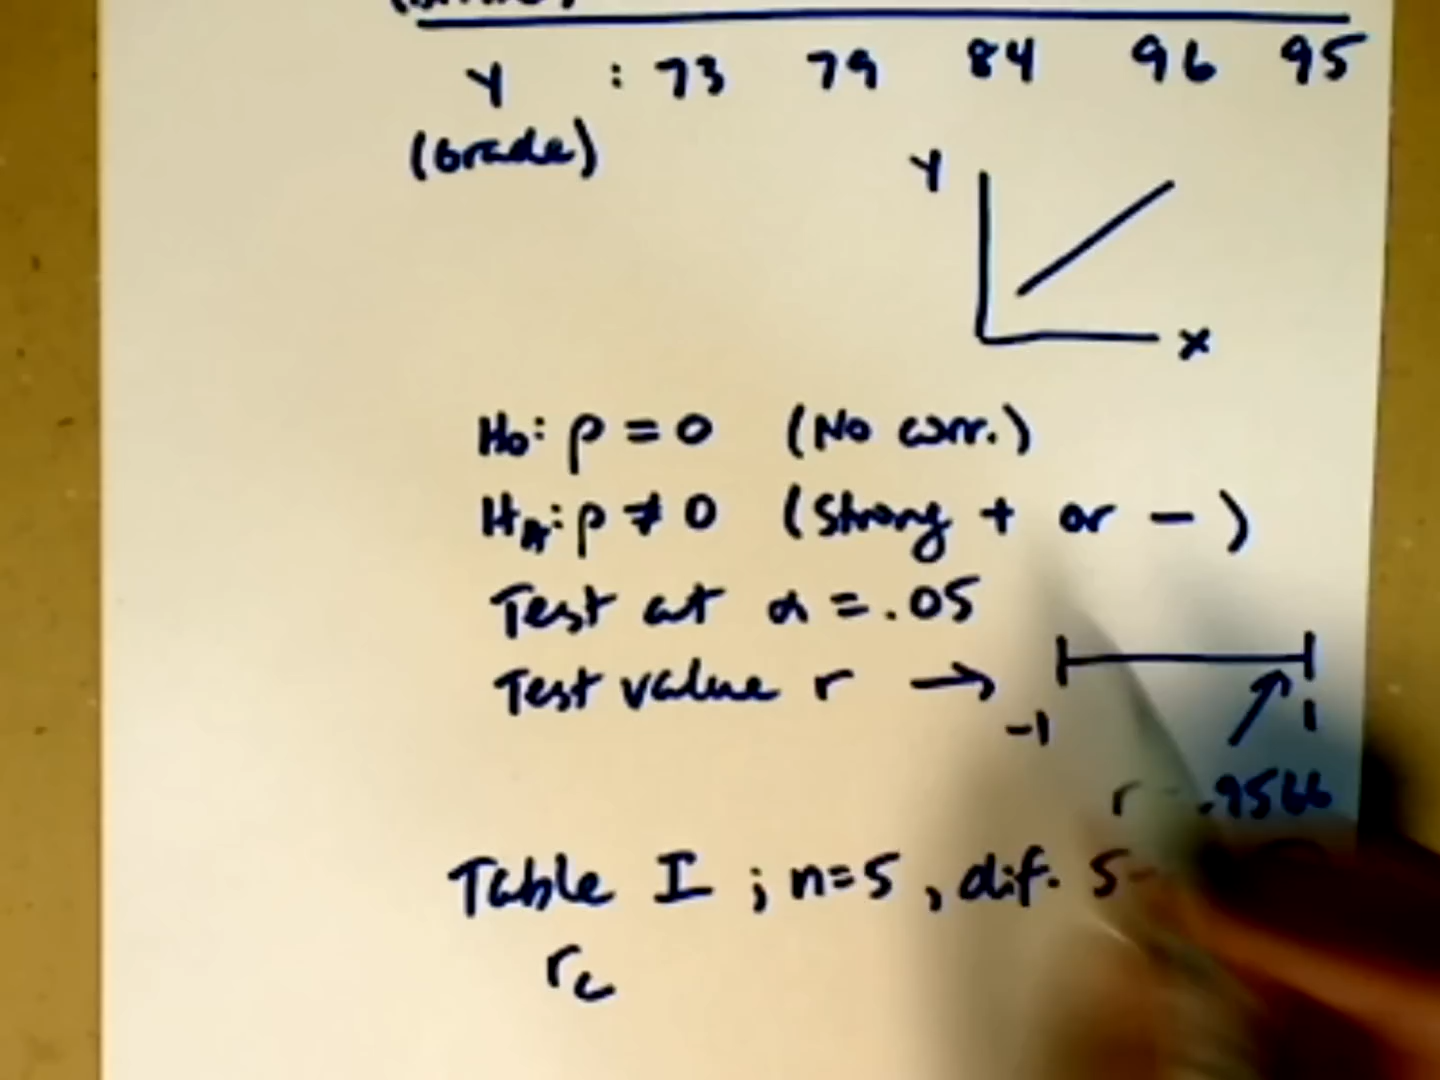 Y : 73 79 84 96 95
(Grade)
Y
X
Ho: ρ = 0 (No corr.)
HA: ρ ≠ 0 (Strong + or - )
Test at α = .05
Test value r →
-1 1
r .9566
Table I ; n=5 , d.f. 5-
rc